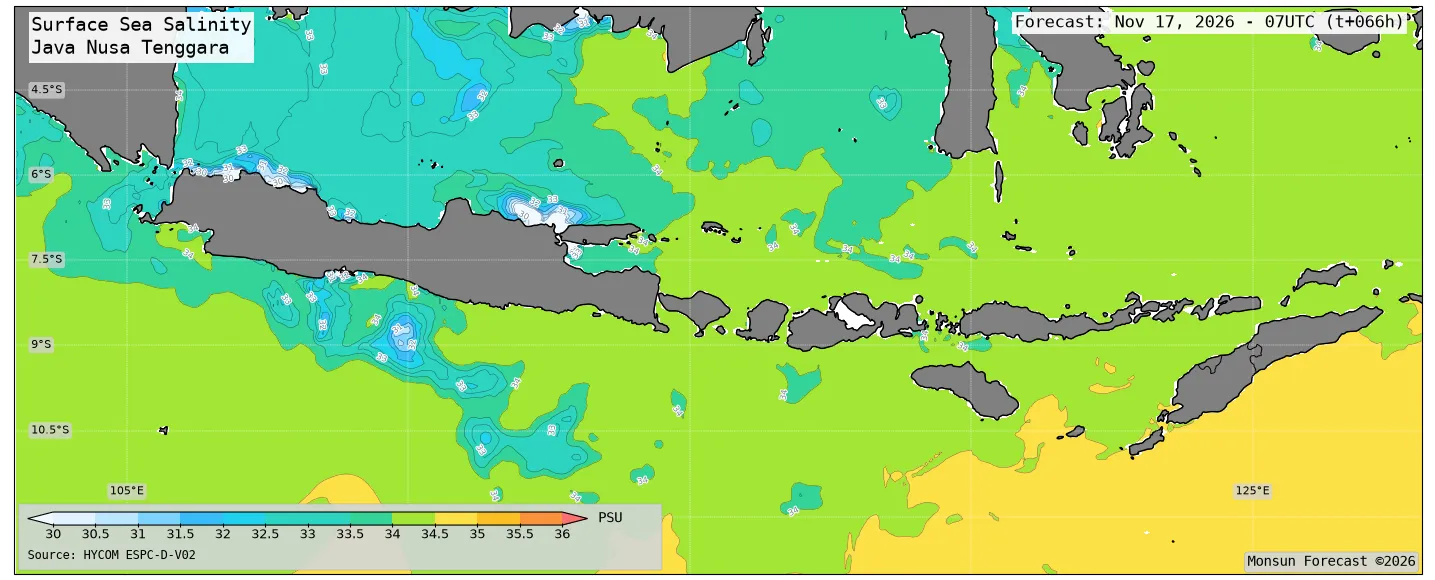 Surface Sea Salinity
Java Nusa Tenggara
Forecast: Nov 17, 2026 - 07UTC (t+066h)
4.5°S
6°S
7.5°S
9°S
10.5°S
105°E
125°E
30 30.5 31 31.5 32 32.5 33 33.5 34 34.5 35 35.5 36
PSU
Source: HYCOM ESPC-D-V02
Monsun Forecast ©2026